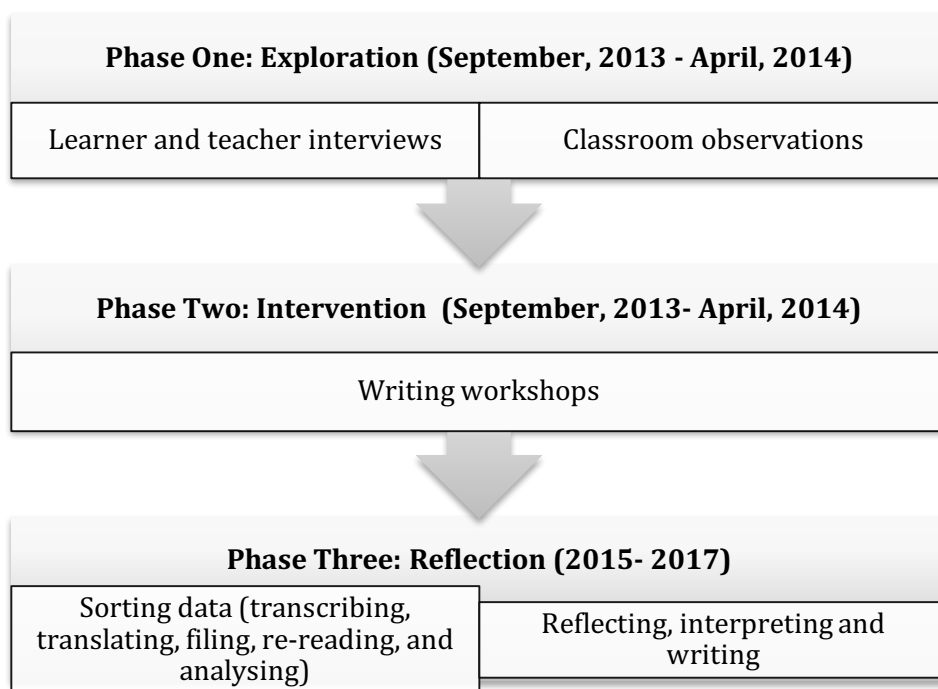 Phase One: Exploration (September, 2013 - April, 2014)
Learner and teacher interviews
Classroom observations
Phase Two: Intervention  (September, 2013- April, 2014)
Writing workshops
Phase Three: Reflection (2015- 2017)
Sorting data (transcribing,
translating, filing, re-reading, and
analysing)
Reflecting, interpreting and
writing